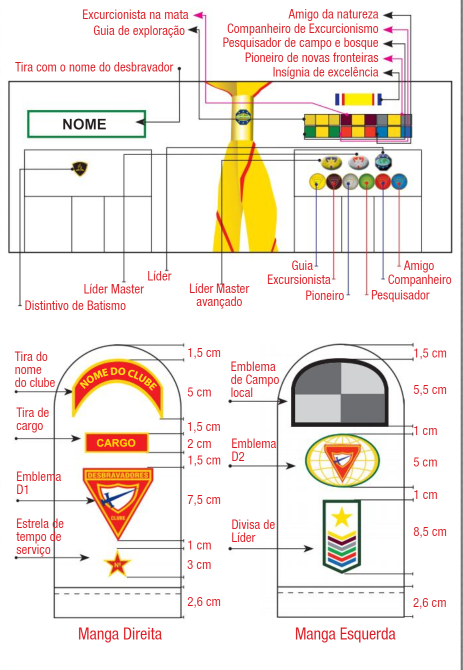 Excursionista na mata
Guia de exploração
Amigo da natureza
Companheiro de Excursionismo
Pesquisador de campo e bosque
Pioneiro de novas fronteiras
Insígnia de excelência
Tira com o nome do desbravador
NOME
Líder
Líder Master
Distintivo de Batismo
Líder Master
avançado
Guia
Excursionista
Pioneiro
Amigo
Companheiro
Pesquisador
Tira do
nome
do clube
NOME DO CLUBE
Tira de
cargo
CARGO
Emblema
D1
DESBRAVADORES
CLUBE
Estrela de
tempo de
serviço
1,5 cm
5 cm
1,5 cm
2 cm
1,5 cm
7,5 cm
1 cm
3 cm
2,6 cm
Manga Direita
Emblema
de Campo
local
Emblema
D2
Divisa de
Líder
1,5 cm
5,5 cm
1 cm
5 cm
1 cm
8,5 cm
2,6 cm
Manga Esquerda